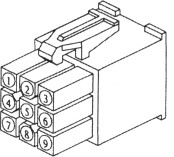 ① ② ③
④ ⑤ ⑥
⑦ ⑧ ⑨